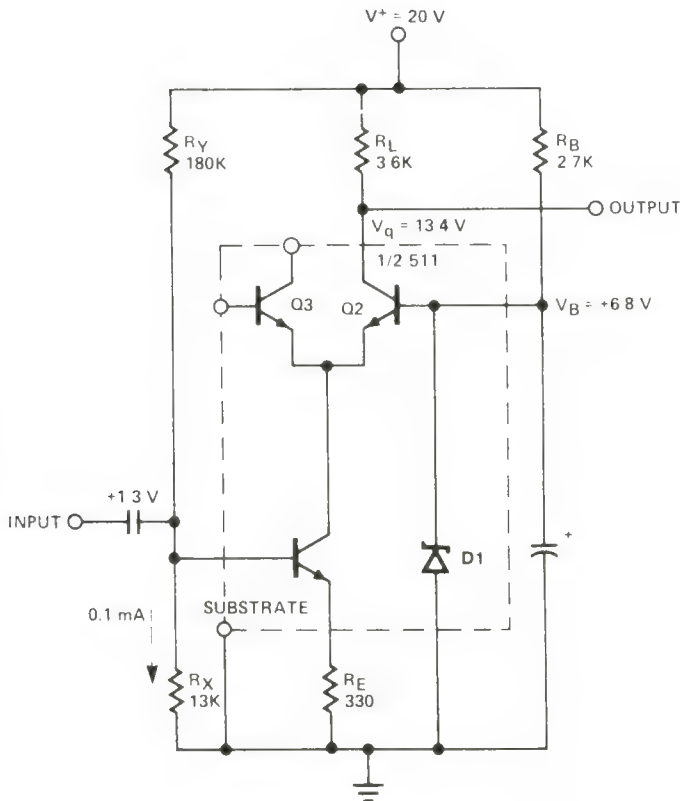 V+ = 20 V
RY
180K
RL
3.6K
RB
2.7K
OUTPUT
Vq = 13.4 V
1/2 511
Q3
Q2
VB = +6.8 V
+1.3 V
INPUT
+
D1
SUBSTRATE
0.1 mA
RX
13K
RE
330